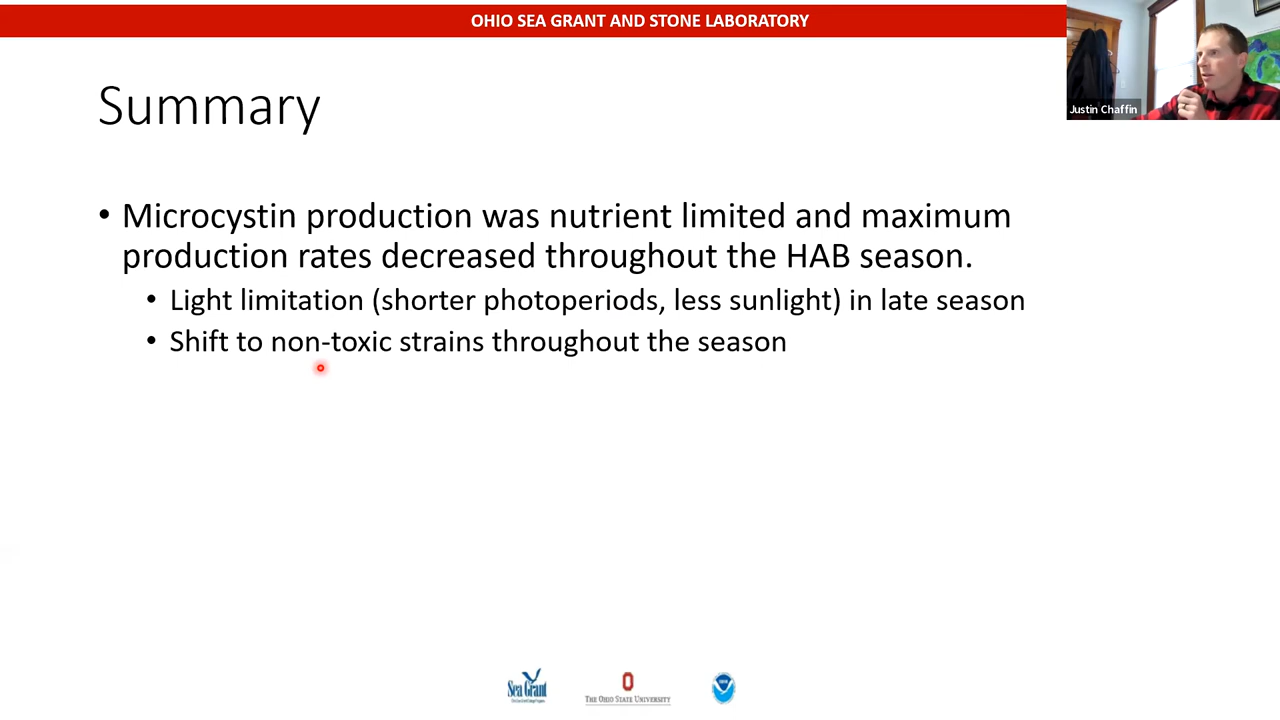 OHIO SEA GRANT AND STONE LABORATORY
Justin Chaffin
Summary
• Microcystin production was nutrient limited and maximum
production rates decreased throughout the HAB season.
• Light limitation (shorter photoperiods, less sunlight) in late season
• Shift to non-toxic strains throughout the season
Sea Grant
THE OHIO STATE UNIVERSITY